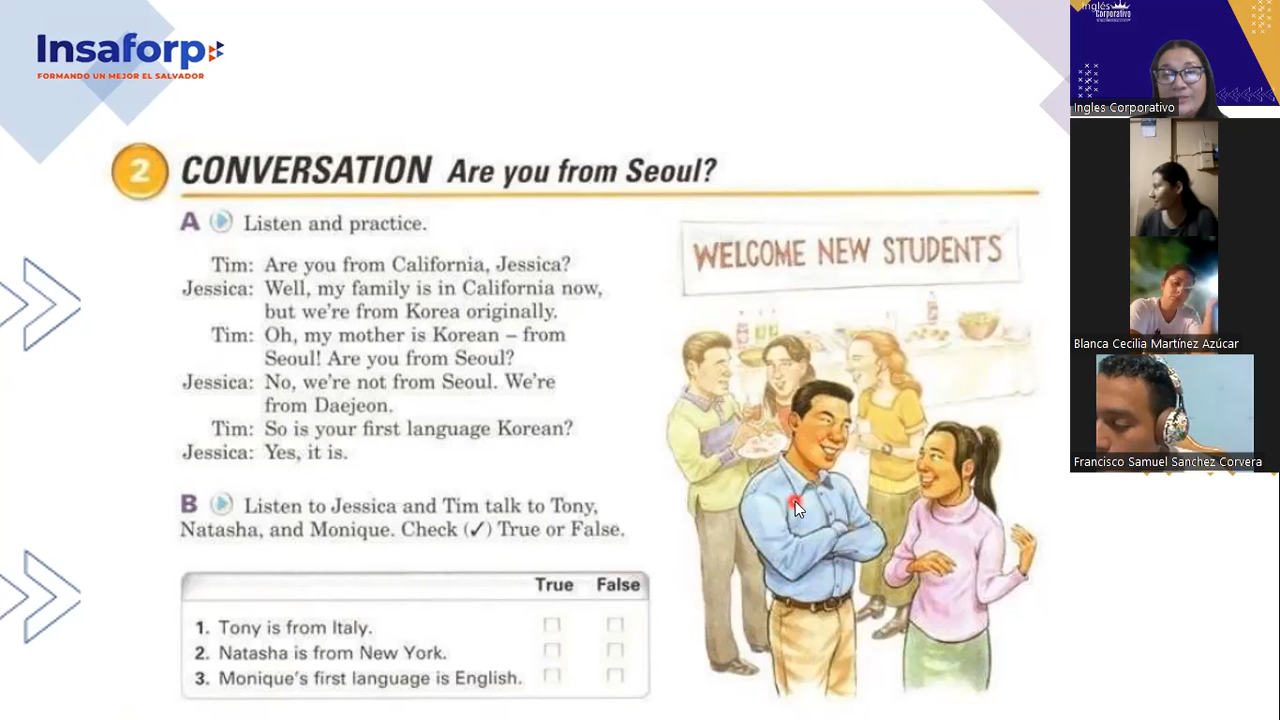 Insaforp
FORMANDO UN MEJOR EL SALVADOR
2 CONVERSATION Are you from Seoul?
A Listen and practice.
Tim: Are you from California, Jessica?
Jessica: Well, my family is in California now,
but we're from Korea originally.
Tim: Oh, my mother is Korean – from
Seoul! Are you from Seoul?
Jessica: No, we're not from Seoul. We're
from Daejeon.
Tim: So is your first language Korean?
Jessica: Yes, it is.
B Listen to Jessica and Tim talk to Tony,
Natasha, and Monique. Check (✓) True or False.
True False
1. Tony is from Italy.
2. Natasha is from New York.
3. Monique's first language is English.
WELCOME NEW STUDENTS
Inglés
Corporativo
Ingles Corporativo
Blanca Cecilia Martínez Azúcar
Francisco Samuel Sanchez Corvera